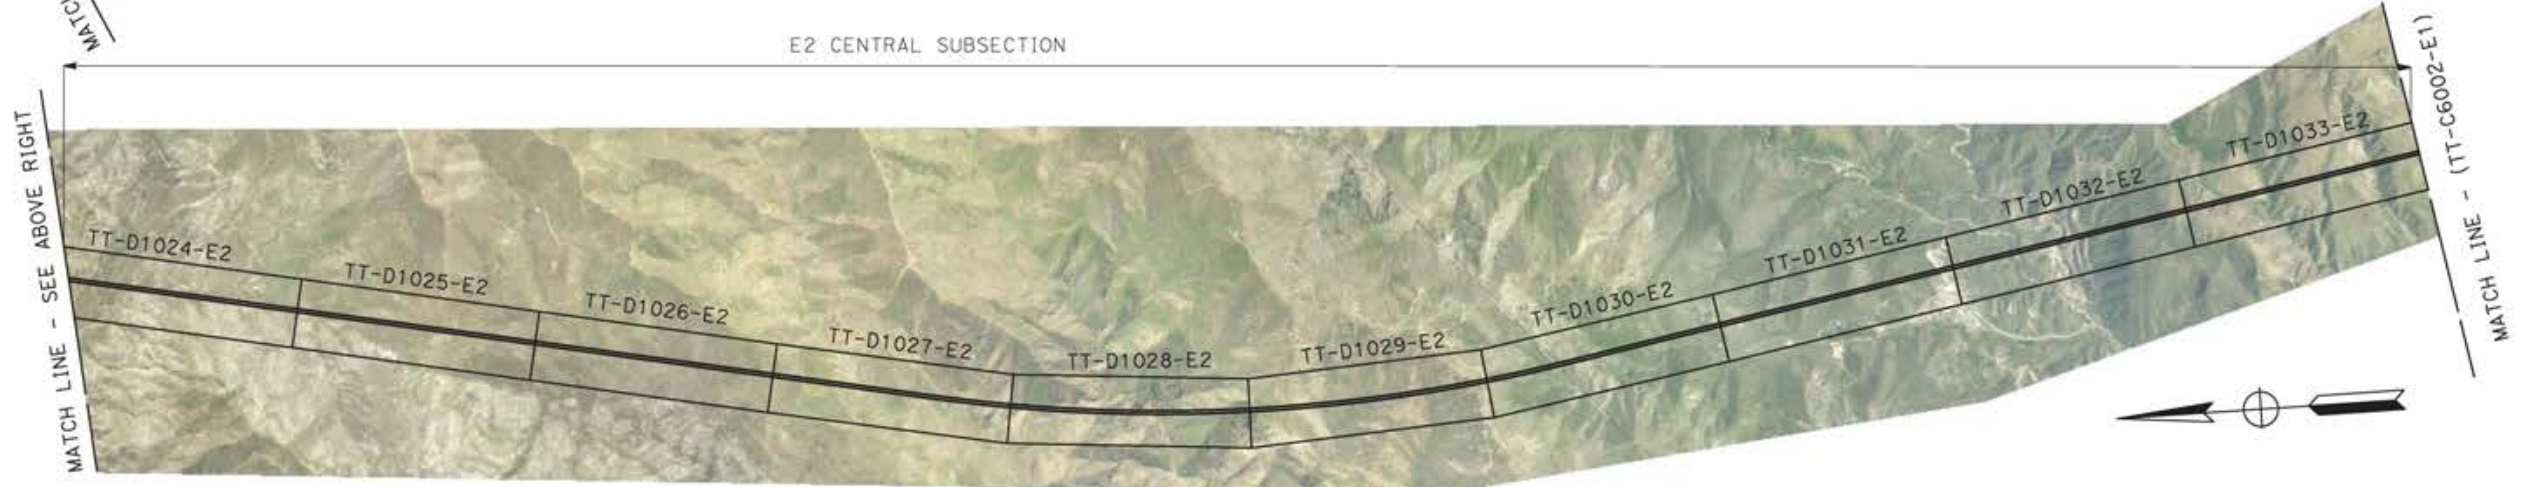 MATC
E2 CENTRAL SUBSECTION
MATCH LINE - SEE ABOVE RIGHT
TT-D1024-E2
TT-D1025-E2
TT-D1026-E2
TT-D1027-E2
TT-D1028-E2
TT-D1029-E2
TT-D1030-E2
TT-D1031-E2
TT-D1032-E2
TT-D1033-E2
MATCH LINE - (TT-C6002-E1)